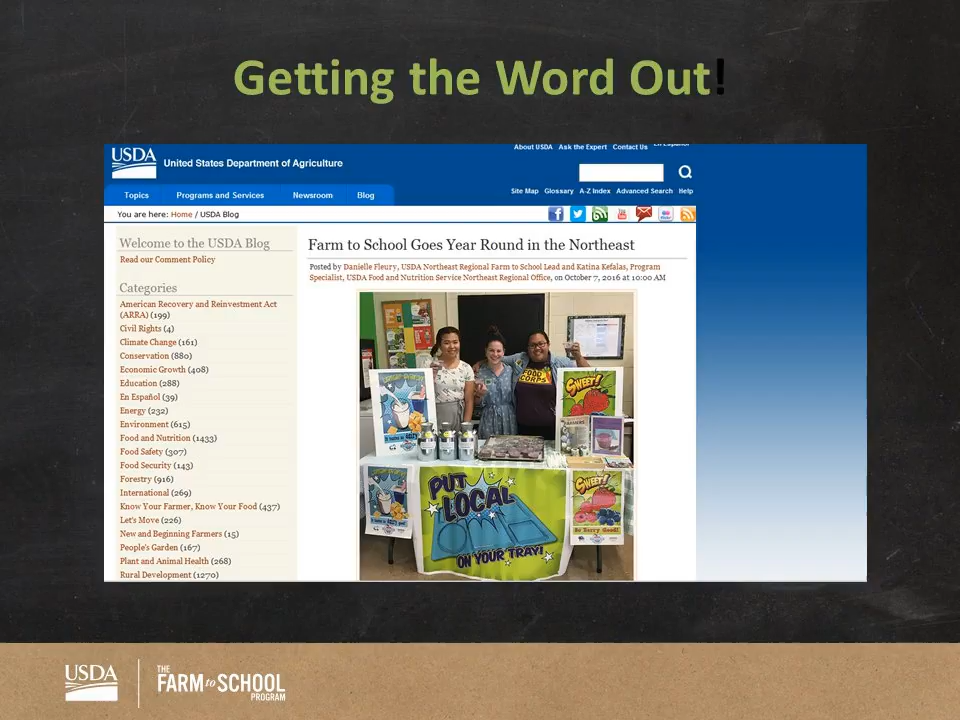 Getting the Word Out!
USDA
United States Department of Agriculture
About USDA Ask the Expert Contact Us En Español
Topics Programs and Services Newsroom Blog
Site Map Glossary A-Z Index Advanced Search Help
You are here: Home / USDA Blog
Welcome to the USDA Blog
Read our Comment Policy
Categories
American Recovery and Reinvestment Act
(ARRA) (199)
Civil Rights (4)
Climate Change (161)
Conservation (880)
Economic Growth (408)
Education (288)
En Español (39)
Energy (232)
Environment (615)
Food and Nutrition (1433)
Food Safety (307)
Food Security (143)
Forestry (916)
International (269)
Know Your Farmer, Know Your Food (437)
Let's Move (226)
New and Beginning Farmers (15)
People's Garden (167)
Plant and Animal Health (268)
Rural Development (1270)
Farm to School Goes Year Round in the Northeast
Posted by Danielle Fleury, USDA Northeast Regional Farm to School Lead and Katina Kefalas, Program
Specialist, USDA Food and Nutrition Service Northeast Regional Office, on October 7, 2016 at 10:00 AM
FOOD
CORPS
SWEET!
FARMERS
PUT
LOCAL
ON YOUR TRAY!
SWEET!
So Berry Good!
USDA
THE
FARM to SCHOOL
PROGRAM